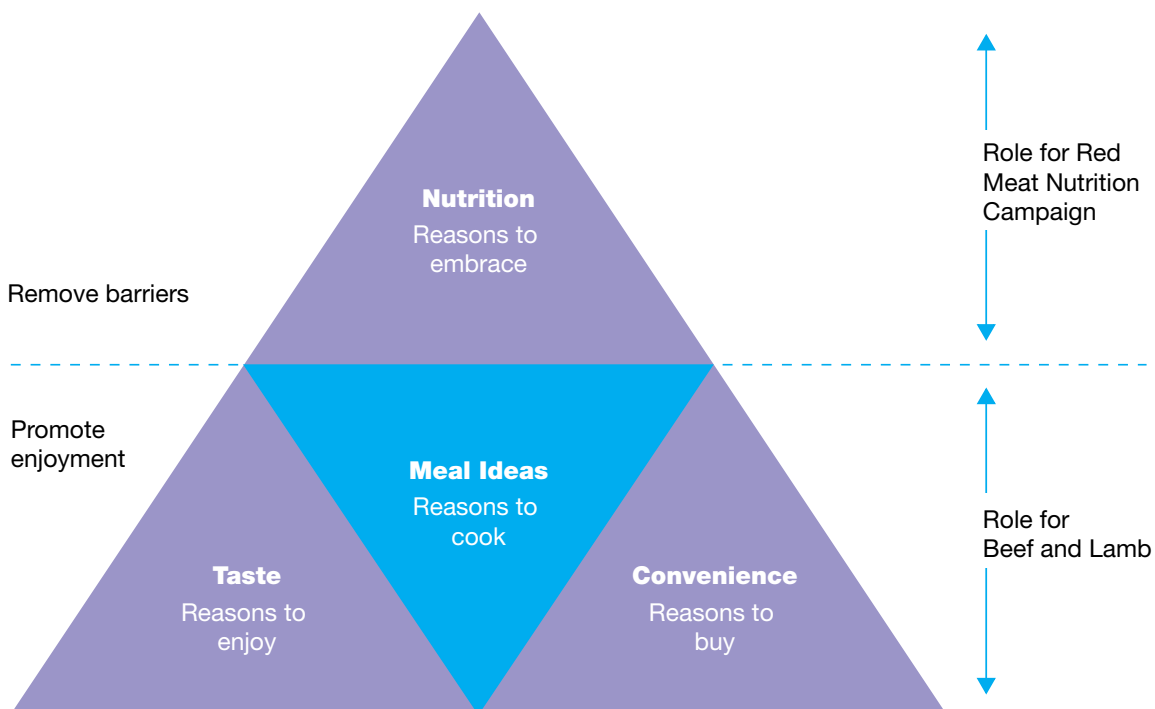 Nutrition
Reasons to
embrace
Role for Red
Meat Nutrition
Campaign
Remove barriers
Promote
enjoyment
Meal Ideas
Reasons to
cook
Role for
Beef and Lamb
Taste
Reasons to
enjoy
Convenience
Reasons to
buy